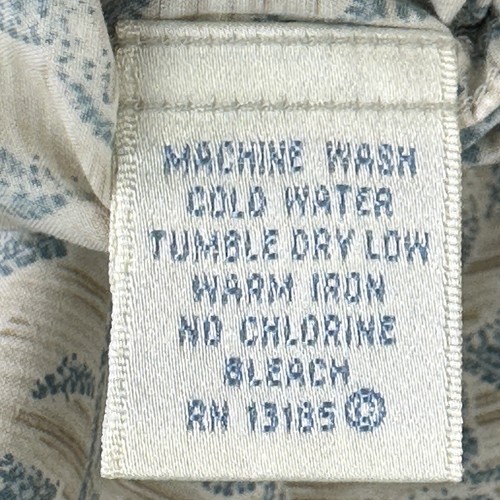 MACHINE WASH
COLD WATER
TUMBLE DRY LOW
WARM IRON
NO CHLORINE
BLEACH
RN 13185 ©